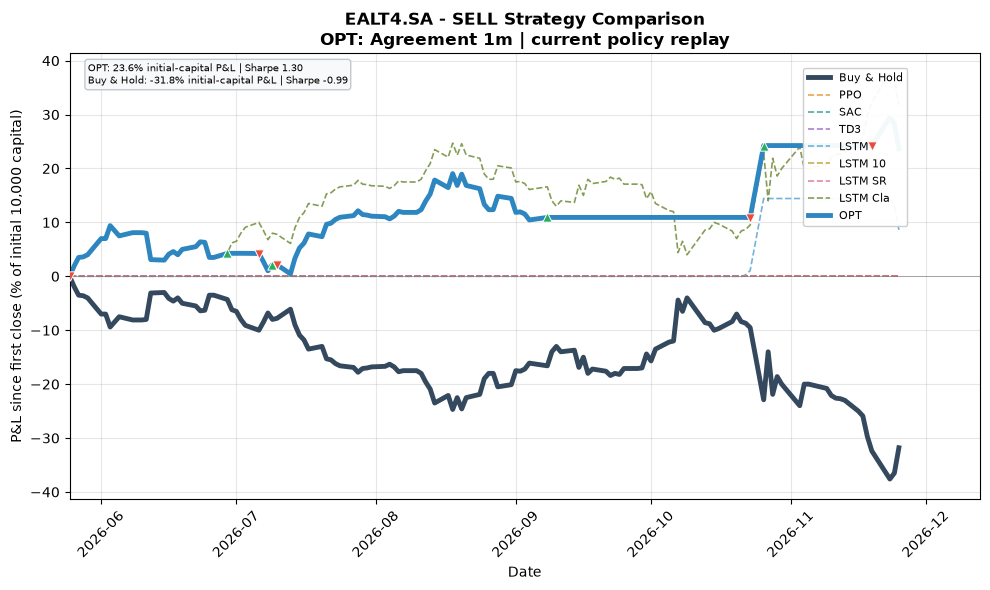 EALT4.SA - SELL Strategy Comparison
OPT: Agreement 1m | current policy replay
OPT: 23.6% initial-capital P&L | Sharpe 1.30
Buy & Hold: -31.8% initial-capital P&L | Sharpe -0.99
Buy & Hold
PPO
SAC
TD3
LSTM
LSTM 10
LSTM SR
LSTM Cla
OPT
P&L since first close (% of initial 10,000 capital)
40
30
20
10
0
−10
−20
−30
−40
2026-06
2026-07
2026-08
2026-09
2026-10
2026-11
2026-12
Date